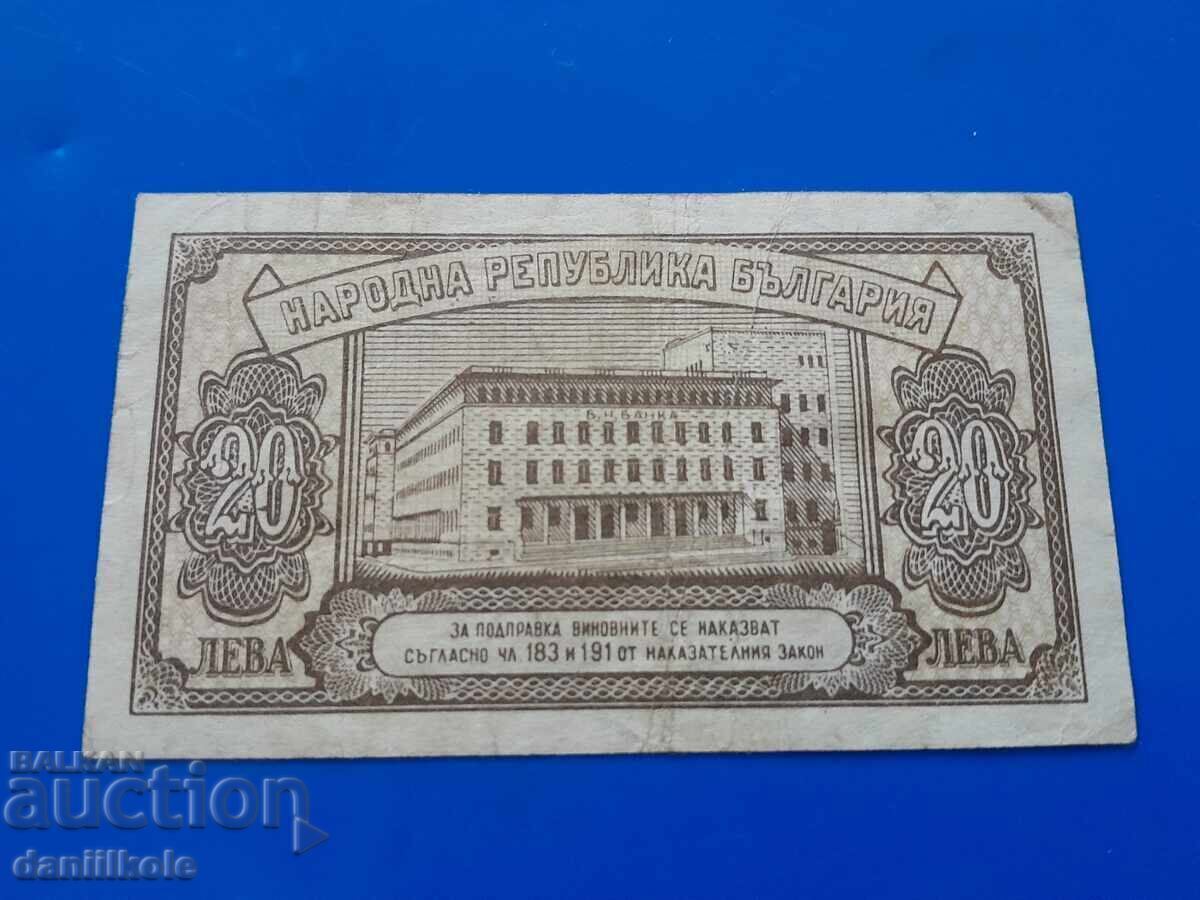 НАРОДНА РЕПУБЛИКА БЪЛГАРИЯ
Б.Н.БАНКА
20 20
ЗА ПОДПРАВКА ВИНОВНИТЕ СЕ НАКАЗВАТ
СЪГЛАСНО ЧЛ. 183 И 191 ОТ НАКАЗАТЕЛНИЯ ЗАКОН
ЛЕВА ЛЕВА
BALKAN
auction
daniilkole